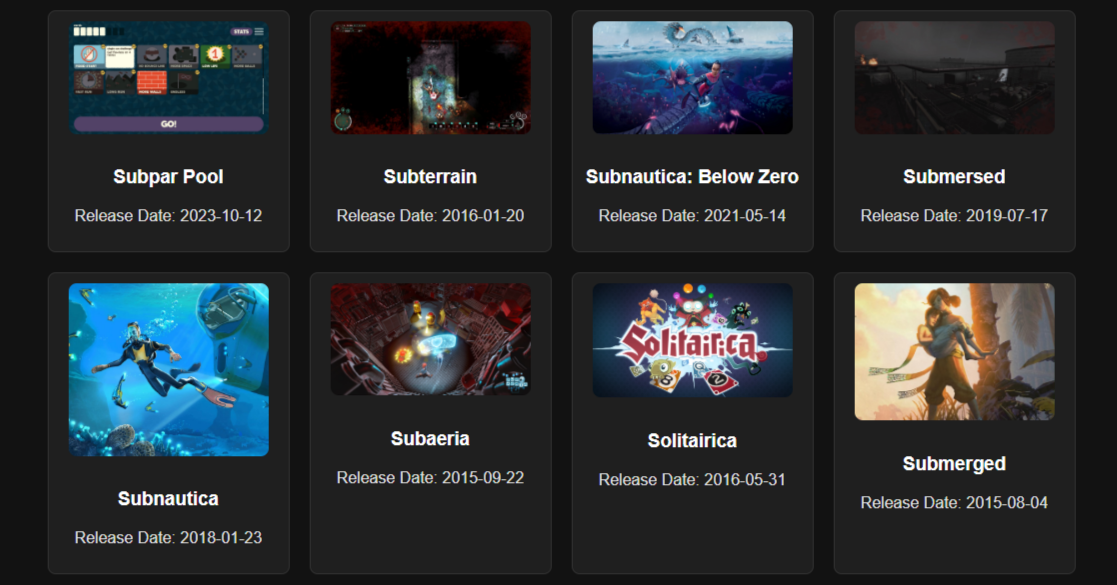 STATS
GO!
Subpar Pool
Release Date: 2023-10-12
Subterrain
Release Date: 2016-01-20
Subnautica: Below Zero
Release Date: 2021-05-14
Submersed
Release Date: 2019-07-17
Subnautica
Release Date: 2018-01-23
Subaeria
Release Date: 2015-09-22
Solitairica
8
2
Solitairica
Release Date: 2016-05-31
Submerged
Release Date: 2015-08-04